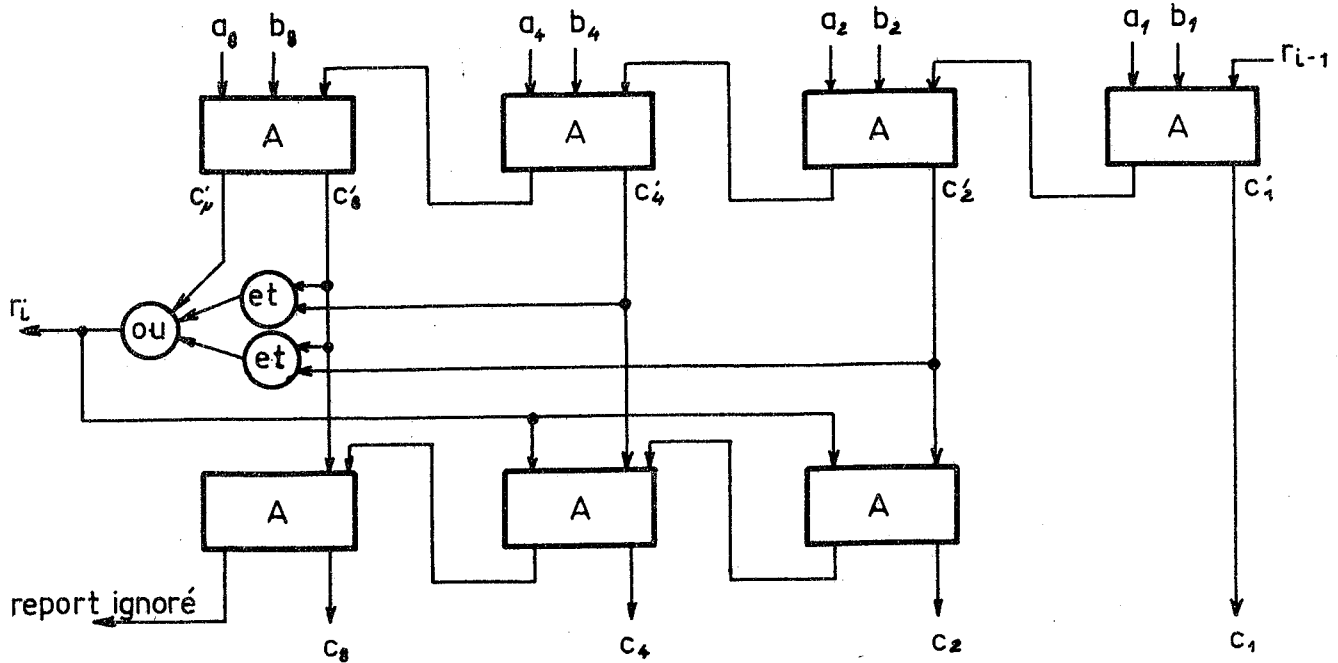 a₈ b₈ a₄ b₄ a₂ b₂ a₁ b₁ rᵢ₋₁
A A A A
c'μ c'₈ c'₄ c'₂ c'₁
et
rᵢ ou
et
A A A
report ignoré
c₈ c₄ c₂ c₁